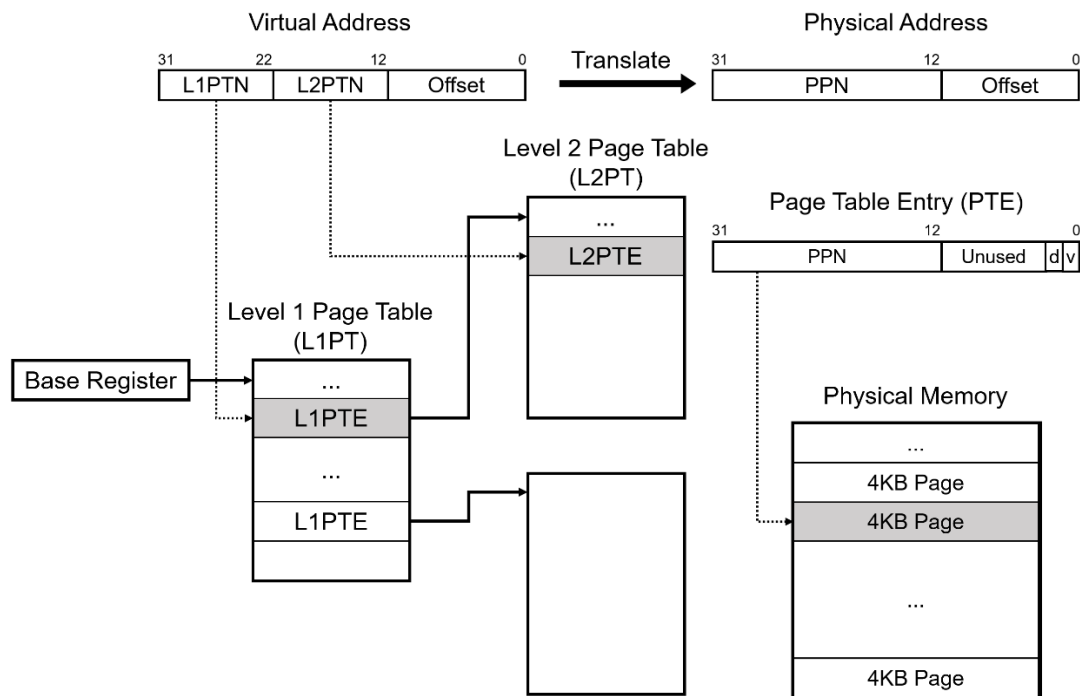 Virtual Address
31 22 12 0
L1PTN L2PTN Offset
Translate
Physical Address
31 12 0
PPN Offset
Level 2 Page Table
(L2PT)
...
L2PTE
Page Table Entry (PTE)
31 12 0
PPN Unused d v
Level 1 Page Table
(L1PT)
Base Register
...
L1PTE
...
L1PTE
Physical Memory
...
4KB Page
4KB Page
...
4KB Page